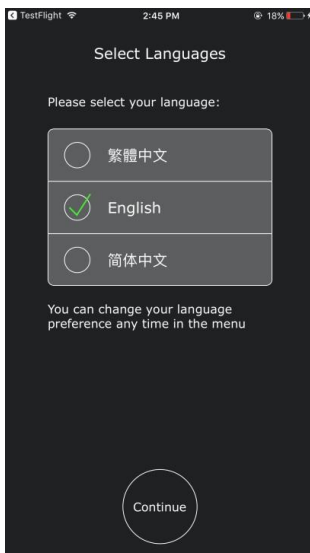 TestFlight 2:45 PM 18%
Select Languages
Please select your language:
繁體中文
English
简体中文
You can change your language
preference any time in the menu
Continue